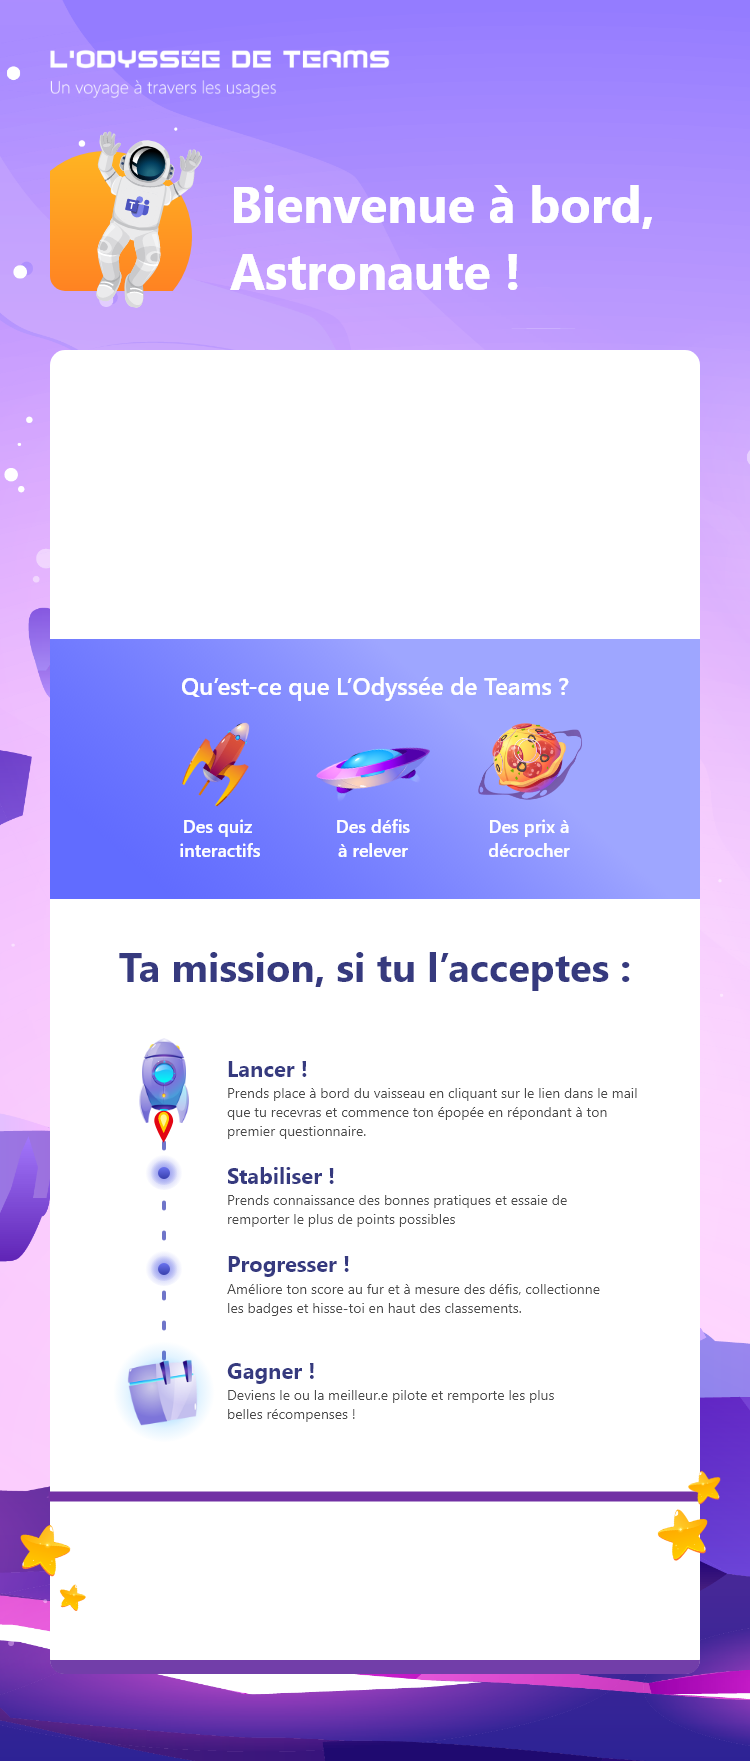 L'ODYSSÉE DE TEAMS
Un voyage à travers les usages
T
Bienvenue à bord,
Astronaute !
Qu’est-ce que L’Odyssée de Teams ?
Des quiz
interactifs
Des défis
à relever
Des prix à
décrocher
Ta mission, si tu l’acceptes :
Lancer !
Prends place à bord du vaisseau en cliquant sur le lien dans le mail
que tu recevras et commence ton épopée en répondant à ton
premier questionnaire.
Stabiliser !
Prends connaissance des bonnes pratiques et essaie de
remporter le plus de points possibles
Progresser !
Améliore ton score au fur et à mesure des défis, collectionne
les badges et hisse-toi en haut des classements.
Gagner !
Deviens le ou la meilleur.e pilote et remporte les plus
belles récompenses !